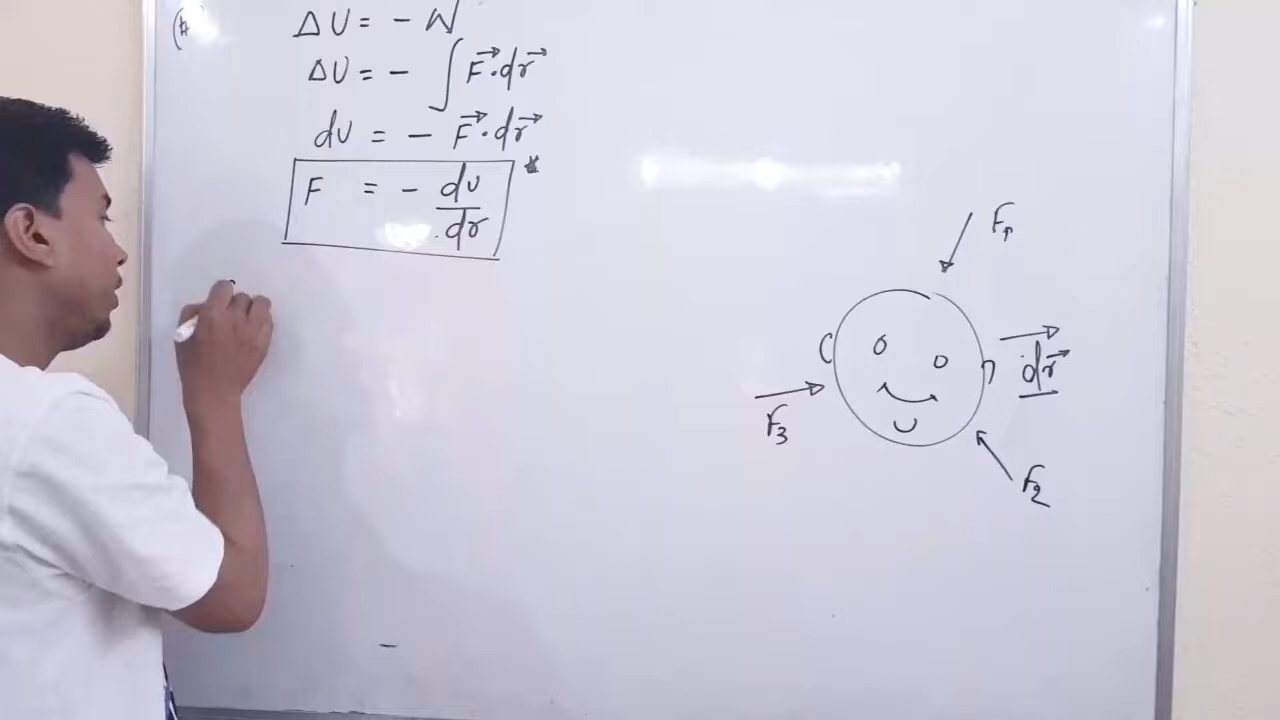 (A)
ΔU = - W
ΔU = - ∫ F⃗·dr⃗
dU = - F⃗·dr⃗
F = - dU/dr *
F₁
dr⃗
F₃
F₂